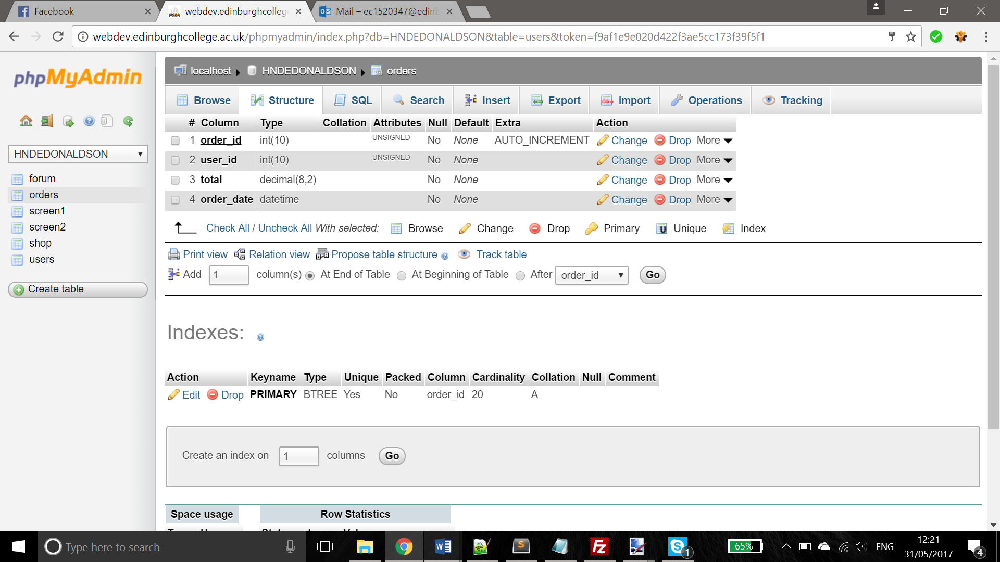 Facebook
webdev.edinburghcolleg
Mail – ec1520347@edinb
webdev.edinburghcollege.ac.uk/phpmyadmin/index.php?db=HNDEDONALDSON&table=users&token=f9af1e9e020d422f3ae5cc173f39f5f1
phpMyAdmin
HNDEDONALDSON
forum
orders
screen1
screen2
shop
users
Create table
localhost HNDEDONALDSON orders
Browse Structure SQL Search Insert Export Import Operations Tracking
# Column Type Collation Attributes Null Default Extra Action
1 order_id int(10) UNSIGNED No None AUTO_INCREMENT Change Drop More
2 user_id int(10) UNSIGNED No None Change Drop More
3 total decimal(8,2) No None Change Drop More
4 order_date datetime No None Change Drop More
Check All / Uncheck All With selected: Browse Change Drop Primary Unique Index
Print view Relation view Propose table structure Track table
Add 1 column(s) At End of Table At Beginning of Table After order_id Go
Indexes:
Action Keyname Type Unique Packed Column Cardinality Collation Null Comment
Edit Drop PRIMARY BTREE Yes No order_id 20 A
Create an index on 1 columns Go
Space usage Row Statistics
Type here to search
65%
ENG
12:21
31/05/2017
1
4